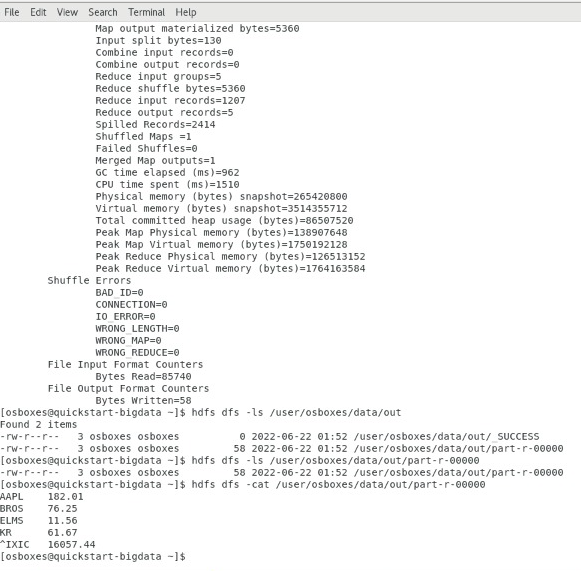 File Edit View Search Terminal Help
Map output materialized bytes=5360
Input split bytes=130
Combine input records=0
Combine output records=0
Reduce input groups=5
Reduce shuffle bytes=5360
Reduce input records=1207
Reduce output records=5
Spilled Records=2414
Shuffled Maps =1
Failed Shuffles=0
Merged Map outputs=1
GC time elapsed (ms)=962
CPU time spent (ms)=1510
Physical memory (bytes) snapshot=265420800
Virtual memory (bytes) snapshot=3514355712
Total committed heap usage (bytes)=86507520
Peak Map Physical memory (bytes)=138907648
Peak Map Virtual memory (bytes)=1750192128
Peak Reduce Physical memory (bytes)=126513152
Peak Reduce Virtual memory (bytes)=1764163584
Shuffle Errors
BAD_ID=0
CONNECTION=0
IO_ERROR=0
WRONG_LENGTH=0
WRONG_MAP=0
WRONG_REDUCE=0
File Input Format Counters
Bytes Read=85740
File Output Format Counters
Bytes Written=58
[osboxes@quickstart-bigdata ~]$ hdfs dfs -ls /user/osboxes/data/out
Found 2 items
-rw-r--r--   3 osboxes osboxes          0 2022-06-22 01:52 /user/osboxes/data/out/_SUCCESS
-rw-r--r--   3 osboxes osboxes         58 2022-06-22 01:52 /user/osboxes/data/out/part-r-00000
[osboxes@quickstart-bigdata ~]$ hdfs dfs -ls /user/osboxes/data/out/part-r-00000
-rw-r--r--   3 osboxes osboxes         58 2022-06-22 01:52 /user/osboxes/data/out/part-r-00000
[osboxes@quickstart-bigdata ~]$ hdfs dfs -cat /user/osboxes/data/out/part-r-00000
AAPL    182.01
BROS    76.25
ELMS    11.56
KR      61.67
^IXIC   16057.44
[osboxes@quickstart-bigdata ~]$